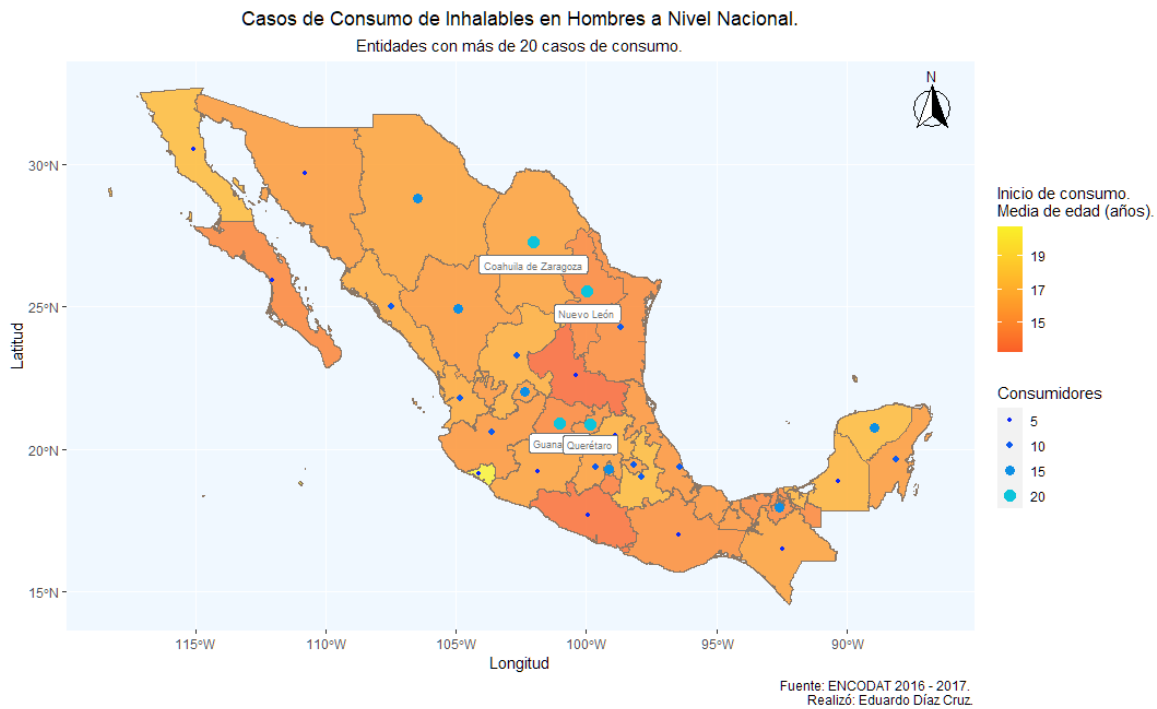 Casos de Consumo de Inhalables en Hombres a Nivel Nacional.
Entidades con más de 20 casos de consumo.
N
30°N
25°N
20°N
15°N
Latitud
Coahuila de Zaragoza
Nuevo León
Guana
Querétaro
115°W
110°W
105°W
100°W
95°W
90°W
Longitud
Inicio de consumo.
Media de edad (años).
19
17
15
Consumidores
5
10
15
20
Fuente: ENCODAT 2016 - 2017.
Realizó: Eduardo Díaz Cruz.